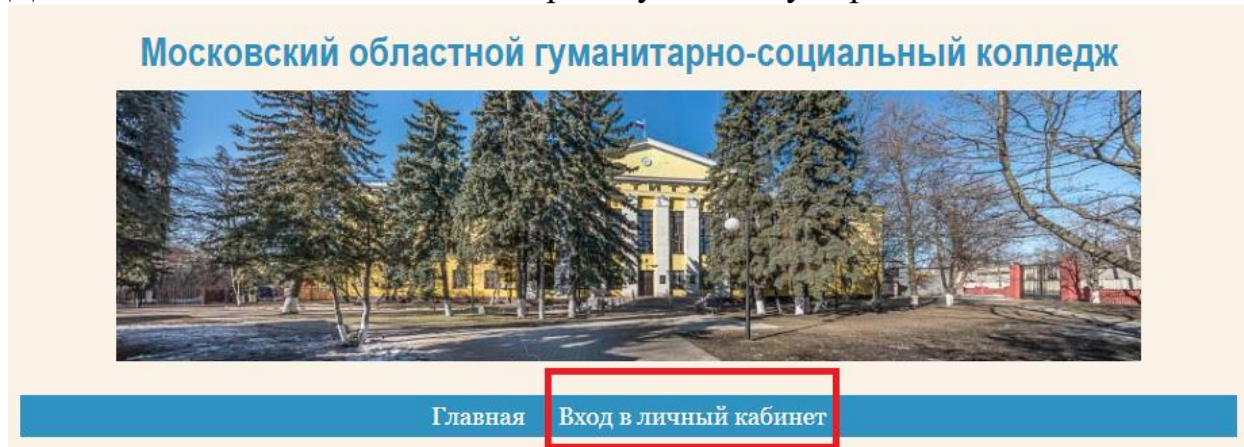 Московский областной гуманитарно-социальный колледж
Главная Вход в личный кабинет